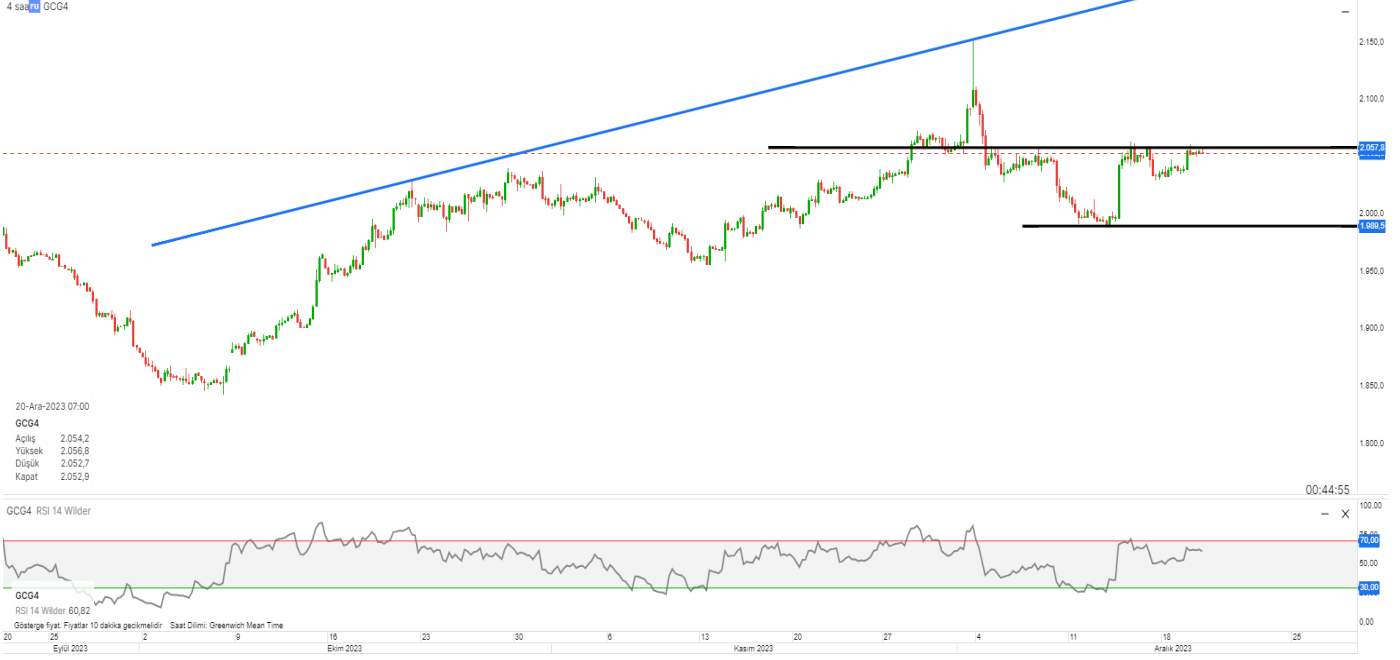 4 saa FU GCG4
2.150,0
2.100,0
2.057,8
2.000,0
1.989,5
1.950,0
1.900,0
1.850,0
1.800,0
20-Ara-2023 07:00
GCG4
Açılış 2.054,2
Yüksek 2.056,8
Düşük 2.052,7
Kapat 2.052,9
00:44:55
GCG4 RSI 14 Wilder
100,00
70,00
50,00
30,00
0,00
GCG4
RSI 14 Wilder 60,82
Gösterge fiyat. Fiyatlar 10 dakika gecikmelidir Saat Dilimi: Greenwich Mean Time
20 25 2 9 16 23 30 6 13 20 27 4 11 18 25
Eylül 2023 Ekim 2023 Kasım 2023 Aralık 2023